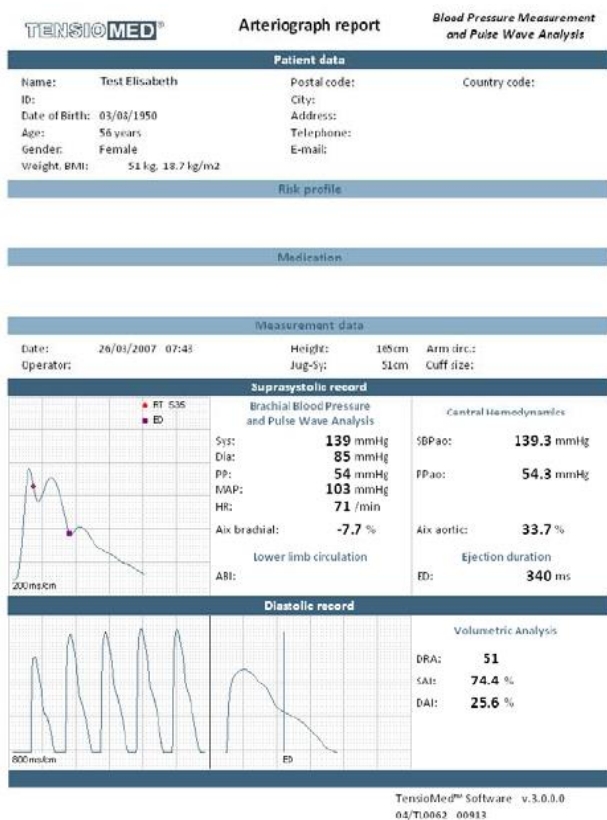 TENSIOMED®
Arteriograph report
Blood Pressure Measurement
and Pulse Wave Analysis
Patient data
Name: Test Elisabeth
ID:
Date of Birth: 03/08/1950
Age: 56 years
Gender: Female
Weight, BMI: 51 kg, 18.7 kg/m2
Postal code:
City:
Address:
Telephone:
E-mail:
Country code:
Risk profile
Medication
Measurement data
Date: 26/03/2007 07:43
Operator:
Height: 165cm
Jug-Sy: 51cm
Arm circ.:
Cuff size:
Suprasystolic record
RT S35
ED
200ms/cm
Brachial Blood Pressure
and Pulse Wave Analysis
Sys: 139 mmHg
Dia: 85 mmHg
PP: 54 mmHg
MAP: 103 mmHg
HR: 71 /min
Aix brachial: -7.7 %
Lower limb circulation
ABI:
Central Hemodynamics
SBPao: 139.3 mmHg
PPao: 54.3 mmHg
Aix aortic: 33.7 %
Ejection duration
ED: 340 ms
Diastolic record
800ms/cm
ED
Volumetric Analysis
DRA: 51
SAI: 74.4 %
DAI: 25.6 %
TensioMed™ Software v.3.0.0.0
04/TL0062 00913